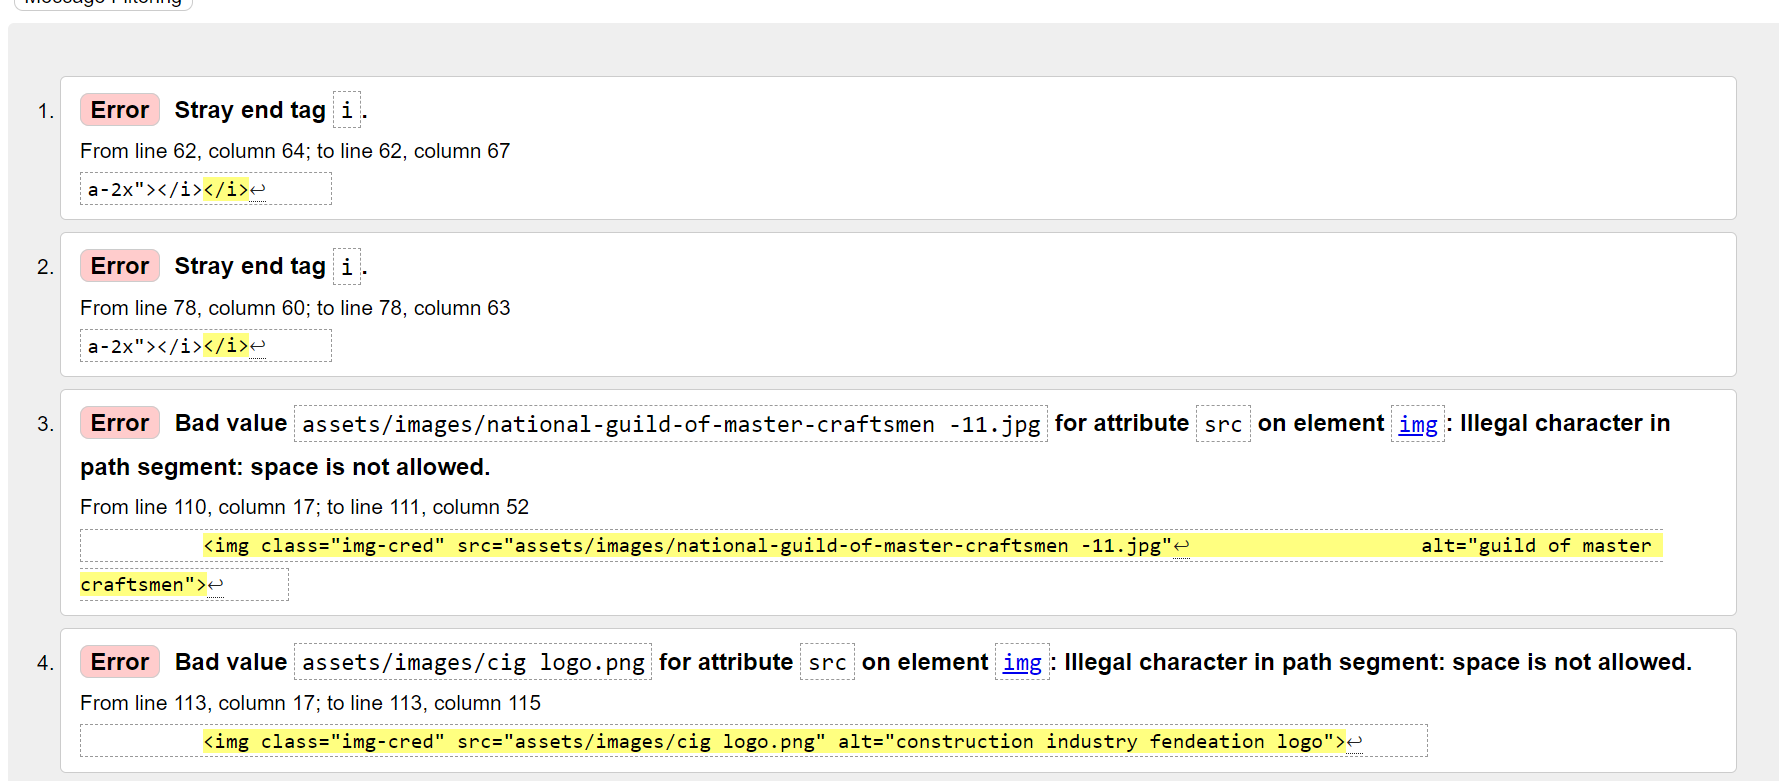 Message Filtering
1. Error Stray end tag i.
From line 62, column 64; to line 62, column 67
a-2x"></i></i>↩
2. Error Stray end tag i.
From line 78, column 60; to line 78, column 63
a-2x"></i></i>↩
3. Error Bad value assets/images/national-guild-of-master-craftsmen -11.jpg for attribute src on element img: Illegal character in
path segment: space is not allowed.
From line 110, column 17; to line 111, column 52
<img class="img-cred" src="assets/images/national-guild-of-master-craftsmen -11.jpg"↩ alt="guild of master
craftsmen">↩
4. Error Bad value assets/images/cig logo.png for attribute src on element img: Illegal character in path segment: space is not allowed.
From line 113, column 17; to line 113, column 115
<img class="img-cred" src="assets/images/cig logo.png" alt="construction industry fendeation logo">↩